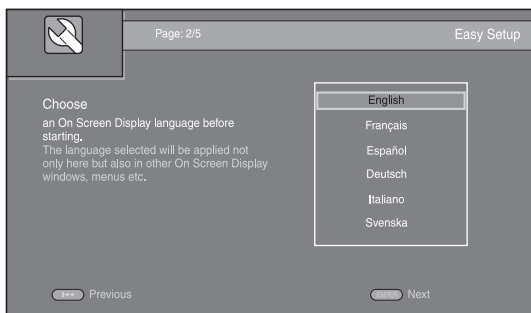 Page: 2/5
Easy Setup
Choose
an On Screen Display language before
starting.
The language selected will be applied not
only here but also in other On Screen Display
windows, menus etc.
English
Français
Español
Deutsch
Italiano
Svenska
Previous
ENTER Next